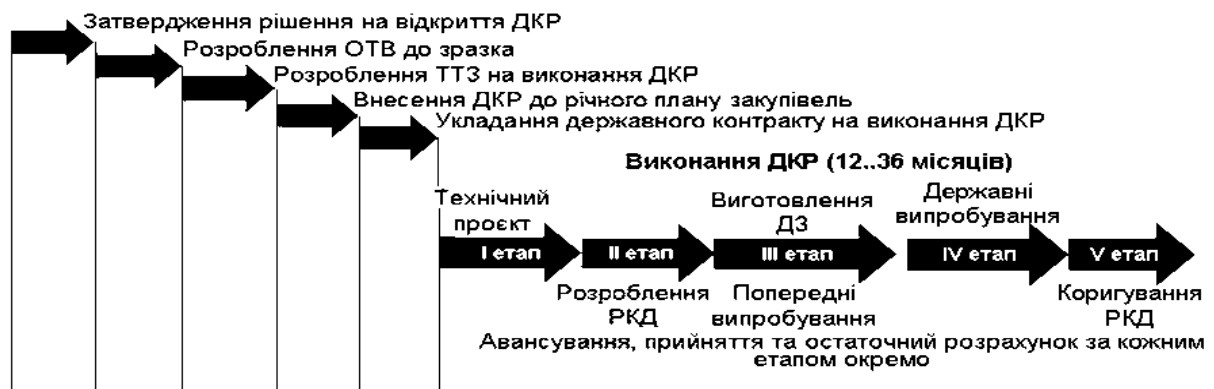 Затвердження рішення на відкриття ДКР
Розроблення ОТВ до зразка
Розроблення ТТЗ на виконання ДКР
Внесення ДКР до річного плану закупівель
Укладання державного контракту на виконання ДКР
Виконання ДКР (12..36 місяців)
Технічний
проєкт
Виготовлення
ДЗ
Державні
випробування
І етап
ІІ етап
ІІІ етап
IV етап
V етап
Розроблення
РКД
Попередні
випробування
Коригування
РКД
Авансування, прийняття та остаточний розрахунок за кожним
етапом окремо